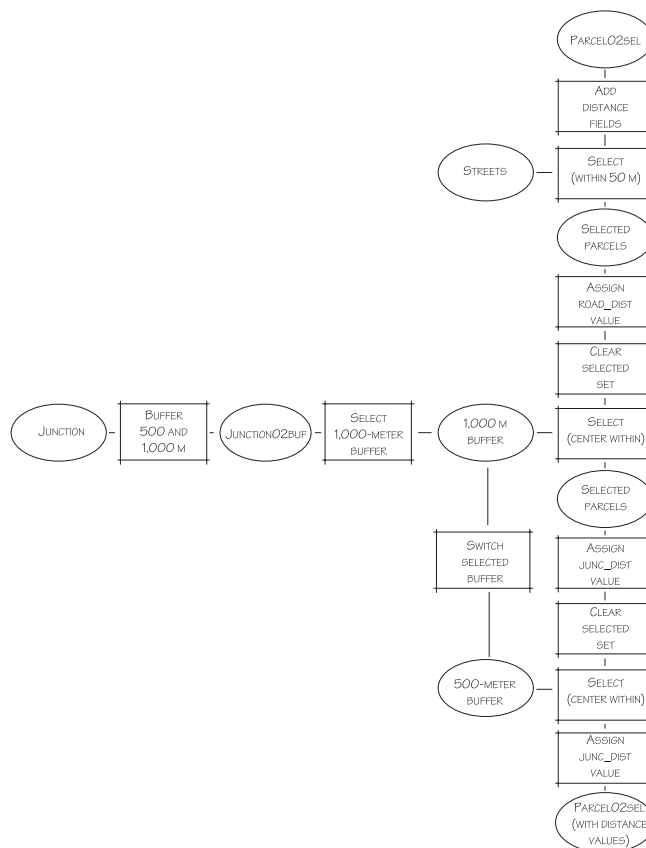 PARCEL02SEL
ADD
DISTANCE
FIELDS
STREETS
SELECT
(WITHIN 50 M)
SELECTED
PARCELS
ASSIGN
ROAD_DIST
VALUE
CLEAR
SELECTED
SET
JUNCTION
BUFFER
500 AND
1,000 M
JUNCTION02BUF
SELECT
1,000-METER
BUFFER
1,000 M
BUFFER
SELECT
(CENTER WITHIN)
SELECTED
PARCELS
SWITCH
SELECTED
BUFFER
ASSIGN
JUNC_DIST
VALUE
CLEAR
SELECTED
SET
500-METER
BUFFER
SELECT
(CENTER WITHIN)
ASSIGN
JUNC_DIST
VALUE
PARCEL02SEL
(WITH DISTANCE
VALUES)